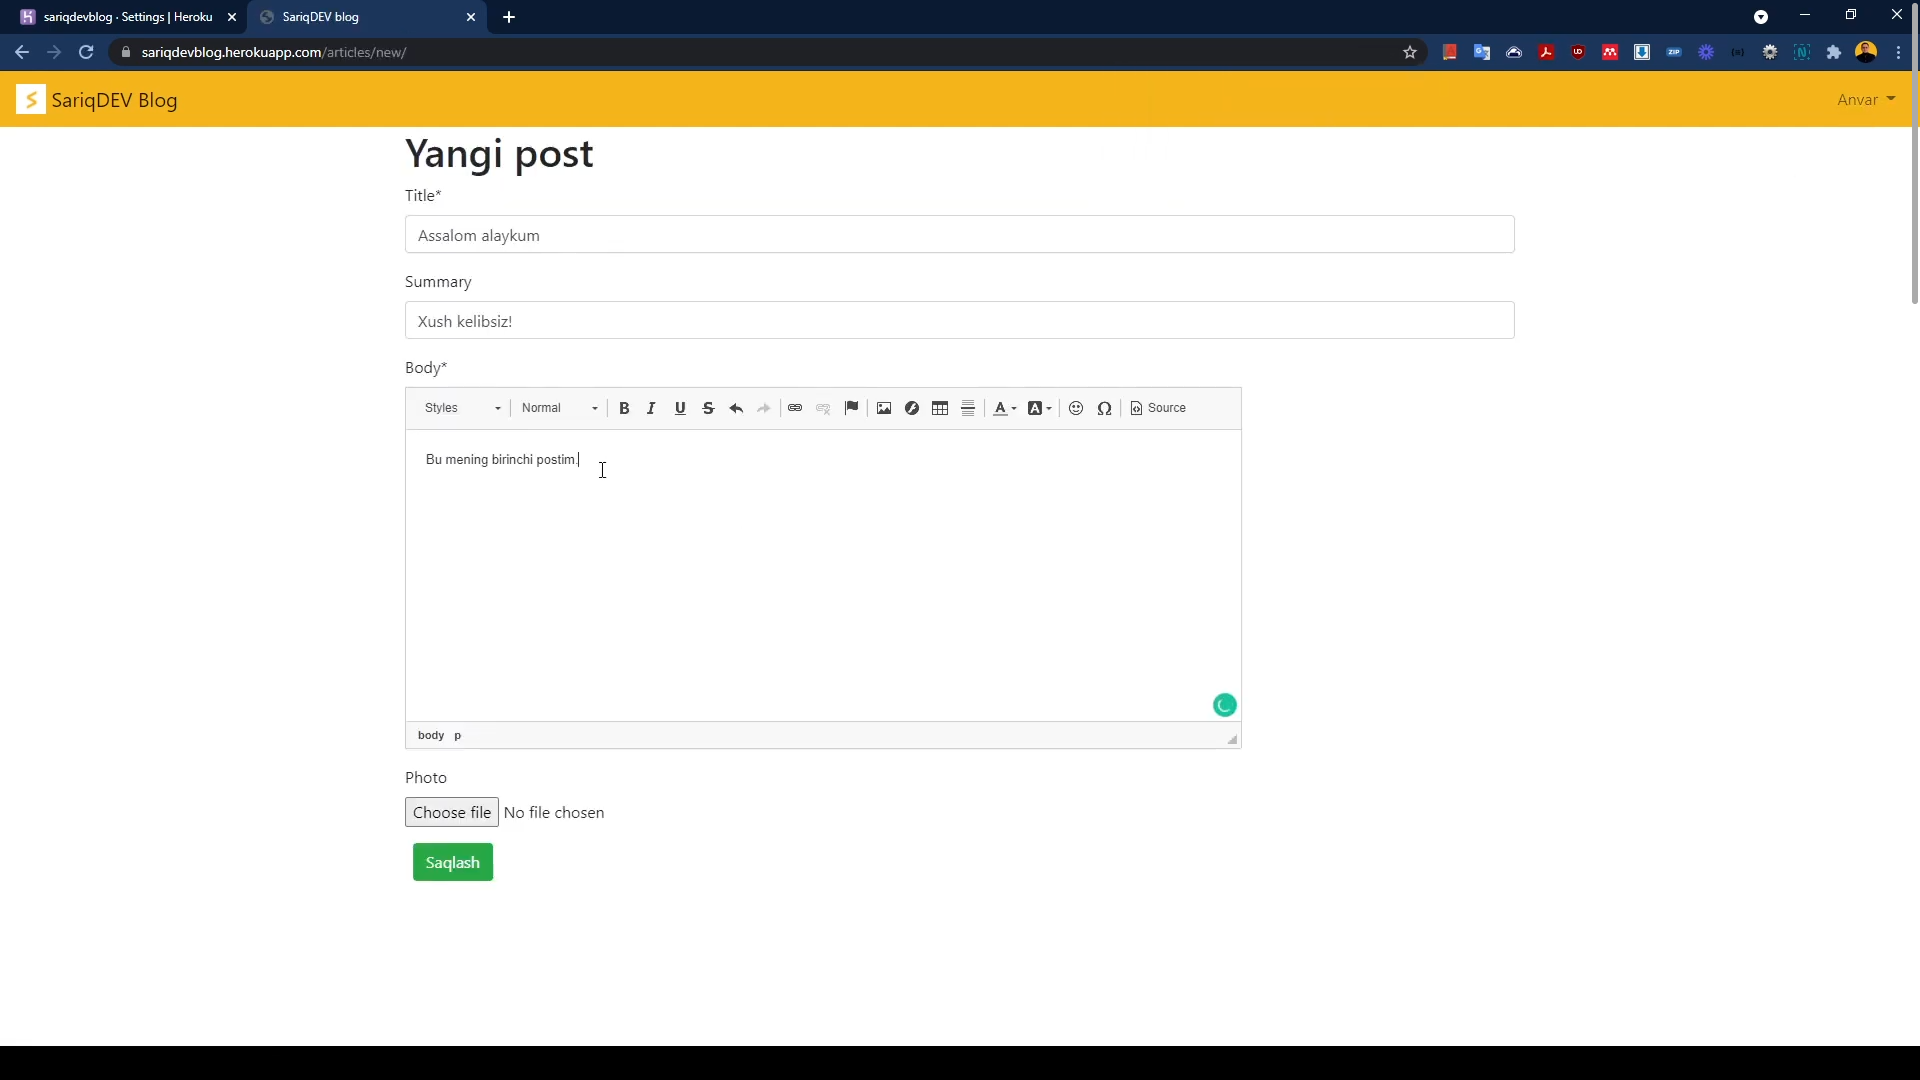 sariqdevblog · Settings | Heroku
SariqDEV blog
sariqdevblog.herokuapp.com/articles/new/
SariqDEV Blog
Anvar
Yangi post
Title*
Assalom alaykum
Summary
Xush kelibsiz!
Body*
Styles Normal B I U S A A Ω Source
Bu mening birinchi postim.
body p
Photo
Choose file No file chosen
Saqlash